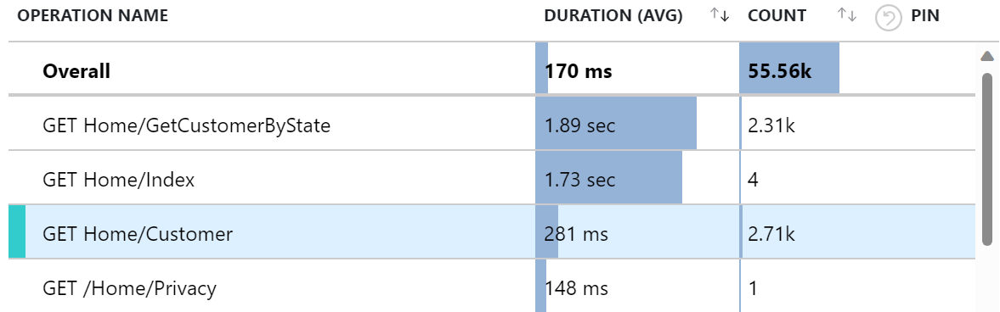 OPERATION NAME DURATION (AVG) ↑↓ COUNT ↑↓ PIN
Overall 170 ms 55.56k
GET Home/GetCustomerByState 1.89 sec 2.31k
GET Home/Index 1.73 sec 4
GET Home/Customer 281 ms 2.71k
GET /Home/Privacy 148 ms 1